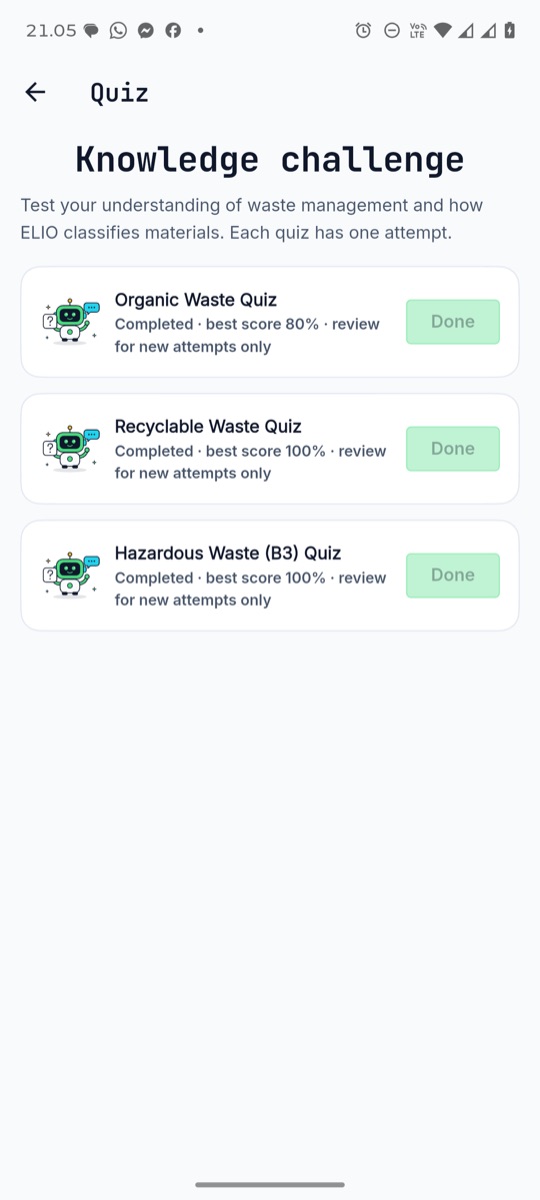 21.05
Vo))
LTE
Quiz
Knowledge challenge
Test your understanding of waste management and how
ELIO classifies materials. Each quiz has one attempt.
?
Organic Waste Quiz
Completed · best score 80% · review
for new attempts only
Done
?
Recyclable Waste Quiz
Completed · best score 100% · review
for new attempts only
Done
?
Hazardous Waste (B3) Quiz
Completed · best score 100% · review
for new attempts only
Done